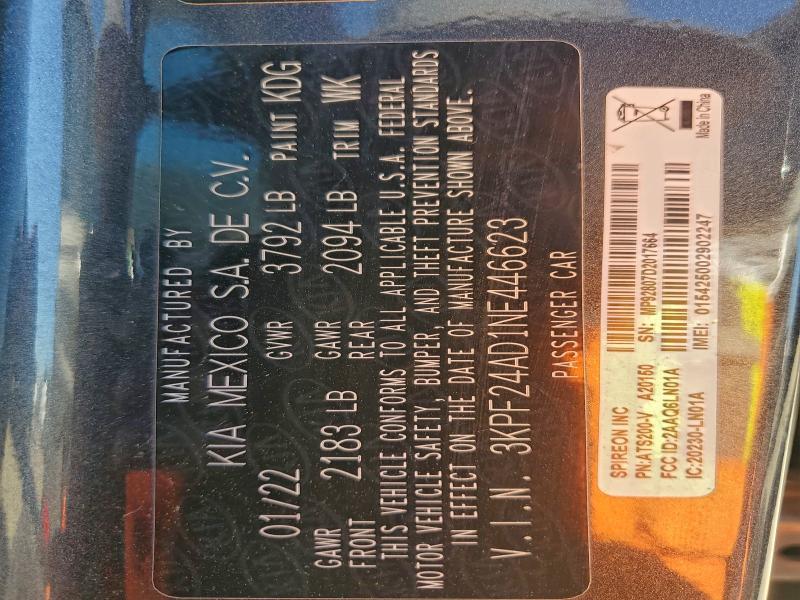 MANUFACTURED BY
KIA MEXICO S.A. DE C.V.
01/22 GVWR 3792 LB PAINT KDG
GAWR FRONT 2183 LB GAWR REAR 2094 LB TRIM WK
THIS VEHICLE CONFORMS TO ALL APPLICABLE U.S.A. FEDERAL
MOTOR VEHICLE SAFETY, BUMPER, AND THEFT PREVENTION STANDARDS
IN EFFECT ON THE DATE OF MANUFACTURE SHOWN ABOVE.
V.I.N. 3KPF24AD1NE446623
PASSENGER CAR
SPIREON INC
PN:ATS200-V A20160 SN: MP92807D2017664
FCC ID:2AAQ6LN01A
IC:20230-LN01A IMEI: 015425002902247
Made In China